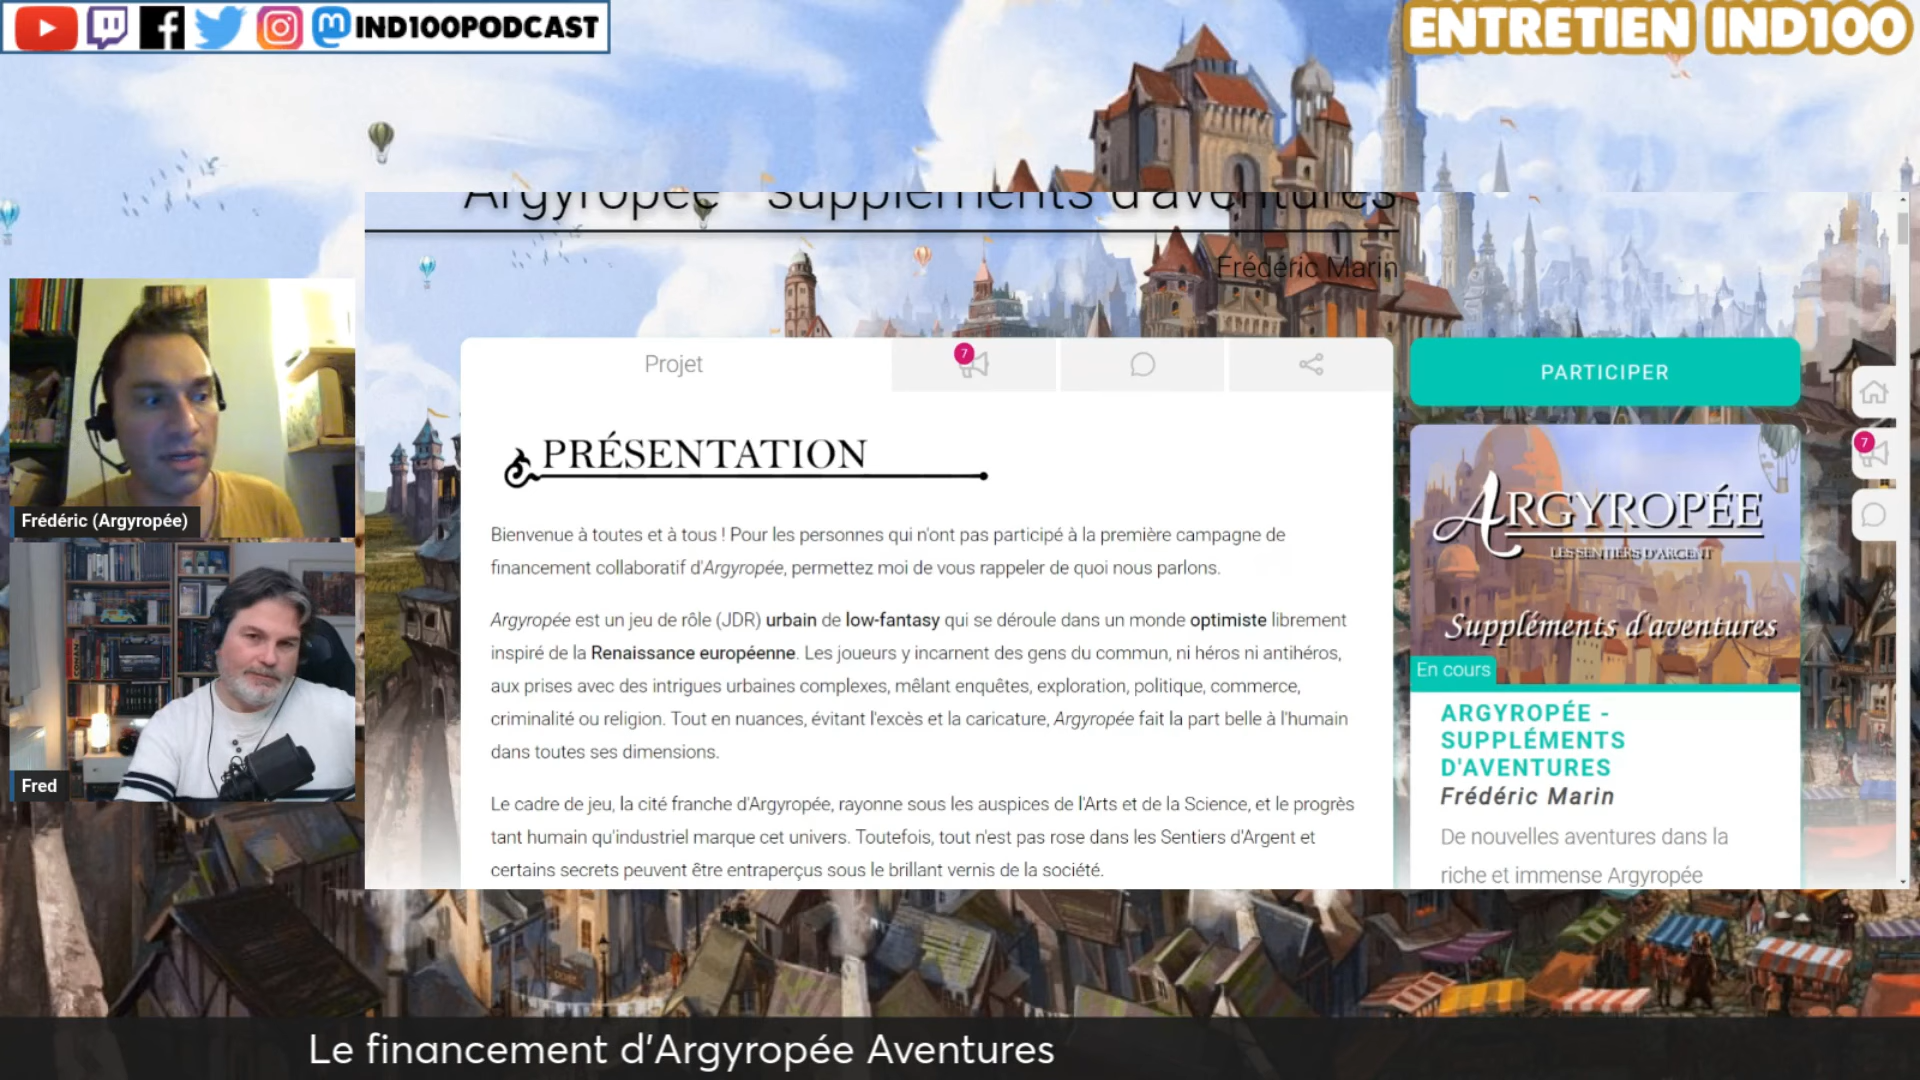 IND100PODCAST
ENTRETIEN IND100
Argyropée - suppléments d'aventures
Frédéric Marin
Projet
7
PARTICIPER
PRÉSENTATION
Bienvenue à toutes et à tous ! Pour les personnes qui n'ont pas participé à la première campagne de
financement collaboratif d'Argyropée, permettez moi de vous rappeler de quoi nous parlons.
Argyropée est un jeu de rôle (JDR) urbain de low-fantasy qui se déroule dans un monde optimiste librement
inspiré de la Renaissance européenne. Les joueurs y incarnent des gens du commun, ni héros ni antihéros,
aux prises avec des intrigues urbaines complexes, mêlant enquêtes, exploration, politique, commerce,
criminalité ou religion. Tout en nuances, évitant l'excès et la caricature, Argyropée fait la part belle à l'humain
dans toutes ses dimensions.
Le cadre de jeu, la cité franche d'Argyropée, rayonne sous les auspices de l'Arts et de la Science, et le progrès
tant humain qu'industriel marque cet univers. Toutefois, tout n'est pas rose dans les Sentiers d'Argent et
certains secrets peuvent être entraperçus sous le brillant vernis de la société.
ARGYROPÉE
LES SENTIERS D'ARGENT
Suppléments d'aventures
En cours
ARGYROPÉE -
SUPPLÉMENTS
D'AVENTURES
Frédéric Marin
De nouvelles aventures dans la
riche et immense Argyropée
7
Frédéric (Argyropée)
Fred
Le financement d'Argyropée Aventures